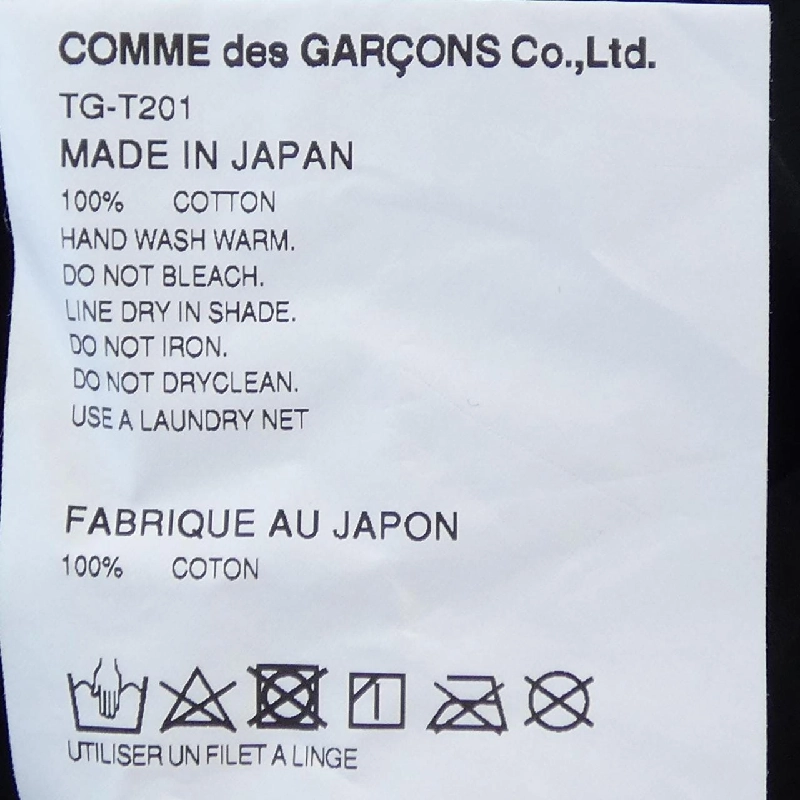 COMME des GARÇONS Co.,Ltd.
TG-T201
MADE IN JAPAN
100% COTTON
HAND WASH WARM.
DO NOT BLEACH.
LINE DRY IN SHADE.
DO NOT IRON.
DO NOT DRYCLEAN.
USE A LAUNDRY NET
FABRIQUE AU JAPON
100% COTON
UTILISER UN FILET A LINGE